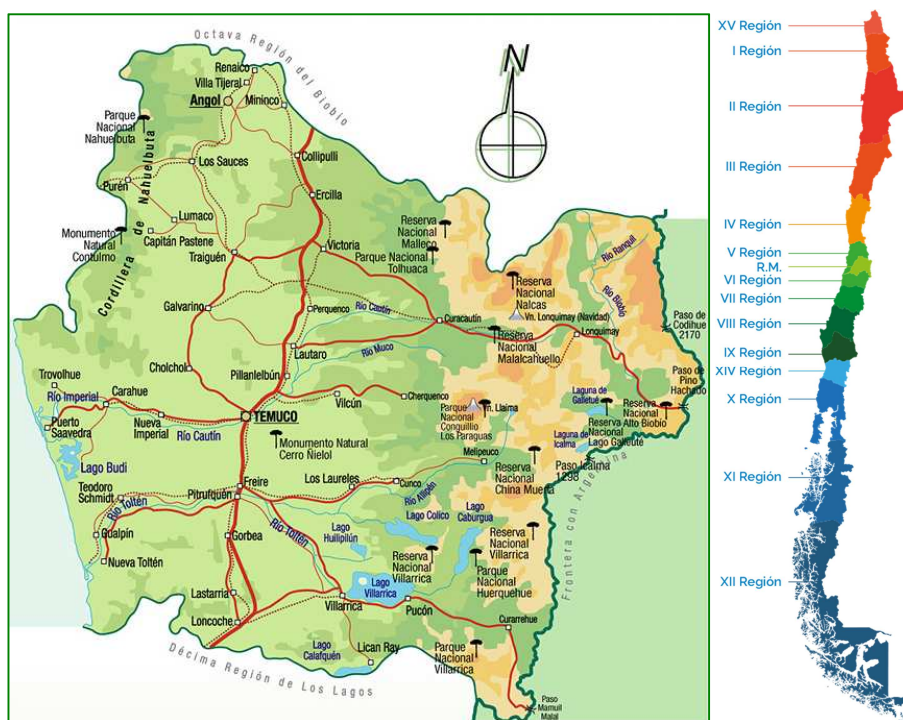 Octava Región del Biobio
Renaico
Villa Tijeral
Angol
Mininco
Parque
Nacional
Nahuelbuta
Los Sauces
Collipulli
Purén
Ercilla
Cordillera de Nahuelbuta
Lumaco
Capitán Pastene
Monumento
Natural
Contulmo
Traiguén
Victoria
Reserva
Nacional
Malleco
Parque Nacional
Tolhuaca
N
Río Ranquil
Río Biobío
Reserva
Nacional
Nalcas
Vn. Lonquimay (Navidad)
Galvarino
Perquenco
Río Cautín
Curacautín
Lonquimay
Paso de
Codihue
2170
Reserva
Nacional
Malalcahuello
Lautaro
Río Muco
Cholchol
Pillanlelbún
Trovolhue
Río Imperial
Carahue
Puerto
Saavedra
Nueva
Imperial
Río Cautín
TEMUCO
Vilcún
Cherquenco
Parque
Nacional
Conguillio
Los Paraguas
Vn. Llaima
Laguna de
Galletué
Paso de
Pino
Hachado
Reserva
Nacional
Alto Biobío
Reserva
Nacional
Lago Galleuté
Laguna de
Icalma
Monumento Natural
Cerro Nielol
Lago Budi
Melipeuco
Reserva
Nacional
China Muerta
Paso Icalma
1298
Teodoro
Schmidt
Río Toltén
Freire
Pitrufquén
Los Laureles
Cunco
Río Allipén
Gualpín
Nueva Toltén
Gorbea
Río Toltén
Lago
Huilipilún
Lago Colico
Lago
Caburgua
Reserva
Nacional
Villarrica
Reserva
Nacional
Villarrica
Parque
Nacional
Huerquehue
Frontera con Argentina
Lastarria
Loncoche
Lago
Villarrica
Villarrica
Pucón
Curarrehue
Lago
Calafquén
Lican Ray
Parque
Nacional
Villarrica
Paso
Mamuil
Malal
Décima Región de Los Lagos
XV Región
I Región
II Región
III Región
IV Región
V Región
R.M.
VI Región
VII Región
VIII Región
IX Región
XIV Región
X Región
XI Región
XII Región